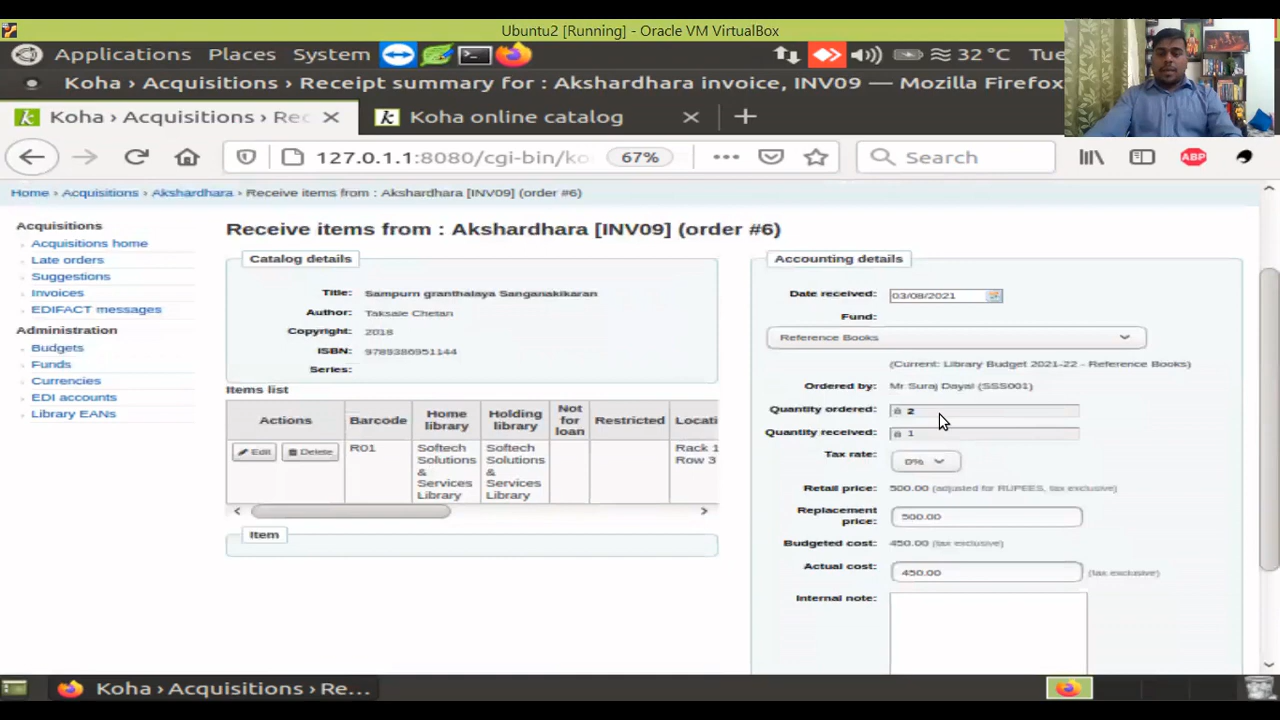 Ubuntu2 [Running] - Oracle VM VirtualBox
Applications Places System 32 °C Tue
Koha › Acquisitions › Receipt summary for : Akshardhara invoice, INV09 — Mozilla Firefox
Koha › Acquisitions › Rec
Koha online catalog
127.0.1.1:8080/cgi-bin/ko 67% Search ABP
Home › Acquisitions › Akshardhara › Receive items from : Akshardhara [INV09] (order #6)
Acquisitions
Acquisitions home
Late orders
Suggestions
Invoices
EDIFACT messages
Administration
Budgets
Funds
Currencies
EDI accounts
Library EANs
Receive items from : Akshardhara [INV09] (order #6)
Catalog details
Title: Sampurn granthalaya Sanganakikaran
Author: Taksale Chetan
Copyright: 2018
ISBN: 9789386951144
Series:
Items list
Actions Barcode Home library Holding library Not for loan Restricted Locati
Edit Delete R01 Softech Solutions & Services Library Softech Solutions & Services Library Rack 1 Row 3
Item
Accounting details
Date received: 03/08/2021
Fund:
Reference Books
(Current: Library Budget 2021-22 - Reference Books)
Ordered by: Mr Suraj Dayal (SSS001)
Quantity ordered: 2
Quantity received: 1
Tax rate: 0%
Retail price: 500.00 (adjusted for RUPEES, tax exclusive)
Replacement price: 500.00
Budgeted cost: 450.00 (tax exclusive)
Actual cost: 450.00 (tax exclusive)
Internal note:
Koha › Acquisitions › Re...